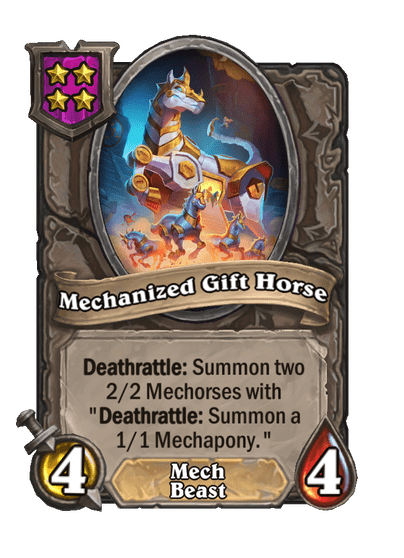 Mechanized Gift Horse
Deathrattle: Summon two
2/2 Mechorses with
"Deathrattle: Summon a
1/1 Mechapony."
4
Mech
Beast
4